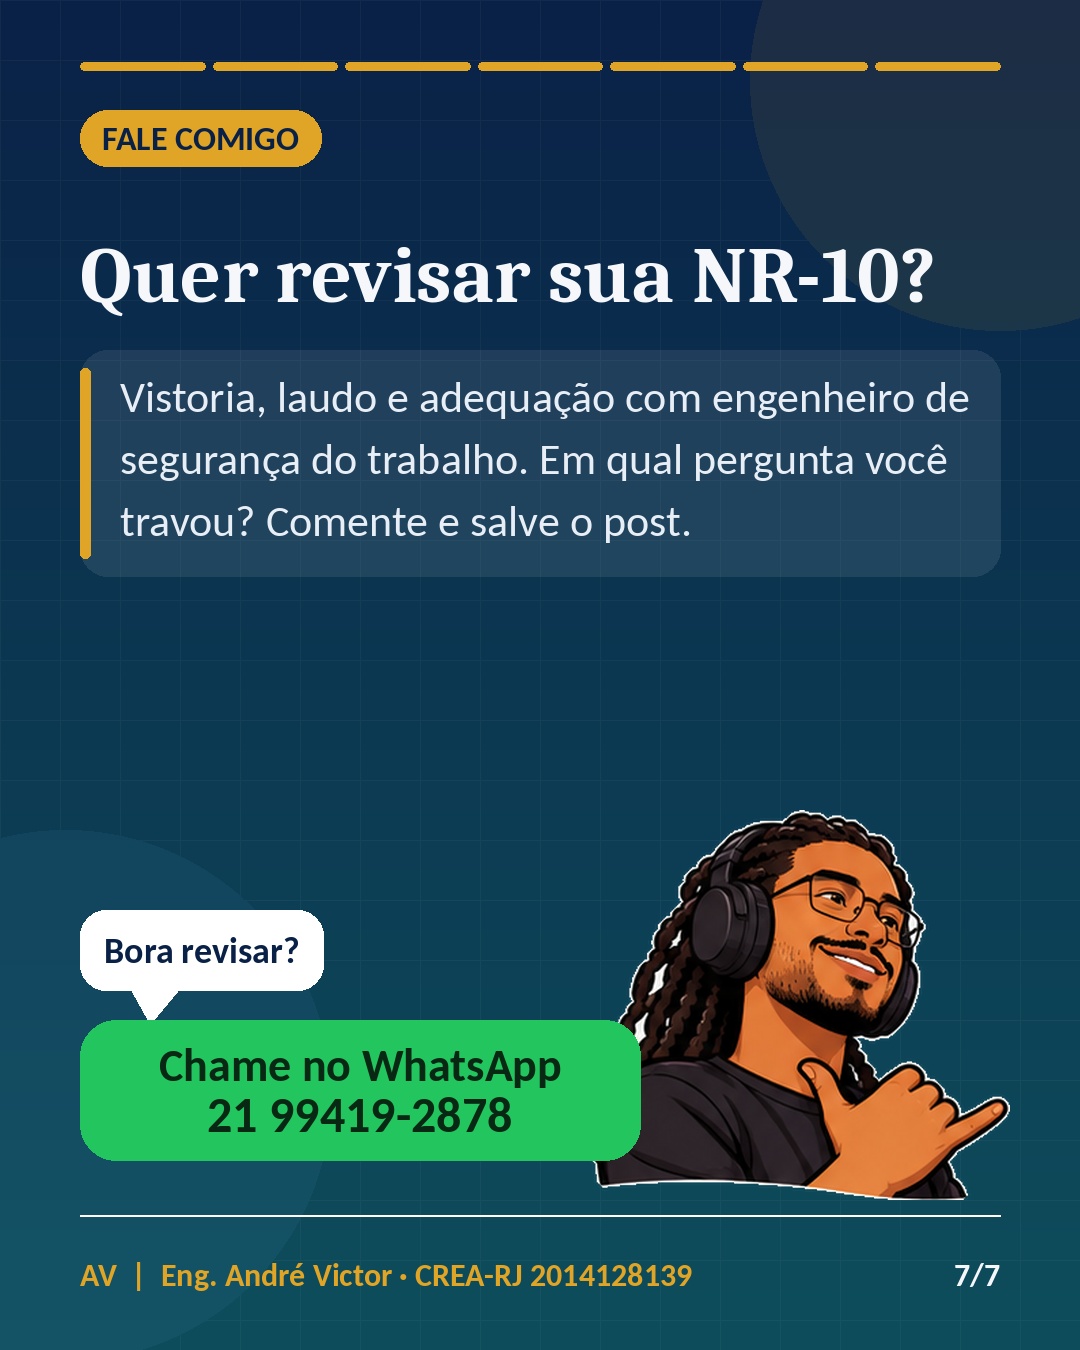 FALE COMIGO
Quer revisar sua NR-10?
Vistoria, laudo e adequação com engenheiro de
segurança do trabalho. Em qual pergunta você
travou? Comente e salve o post.
Bora revisar?
Chame no WhatsApp
21 99419-2878
AV | Eng. André Victor · CREA-RJ 2014128139
7/7